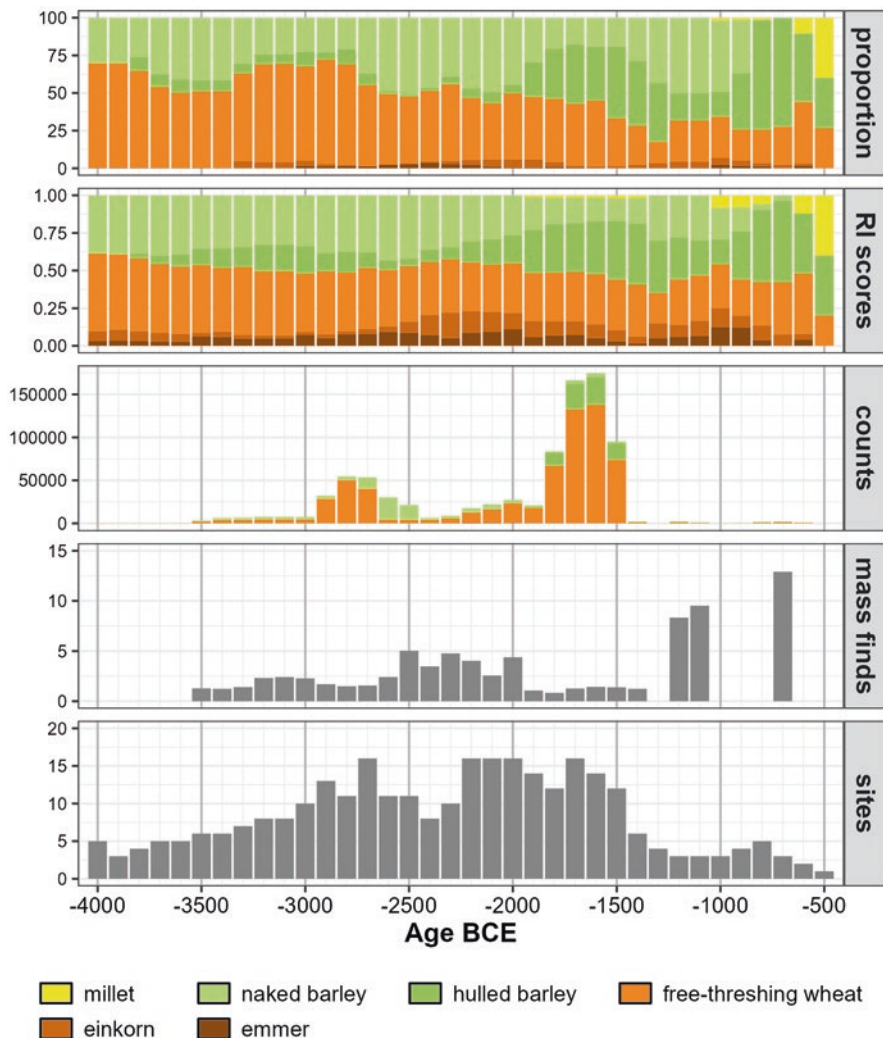 100
75
50
25
0
proportion
1.00
0.75
0.50
0.25
0.00
RI scores
150000
100000
50000
0
counts
15
10
5
0
mass finds
20
15
10
5
0
sites
-4000 -3500 -3000 -2500 -2000 -1500 -1000 -500
Age BCE
millet naked barley hulled barley free-threshing wheat
einkorn emmer